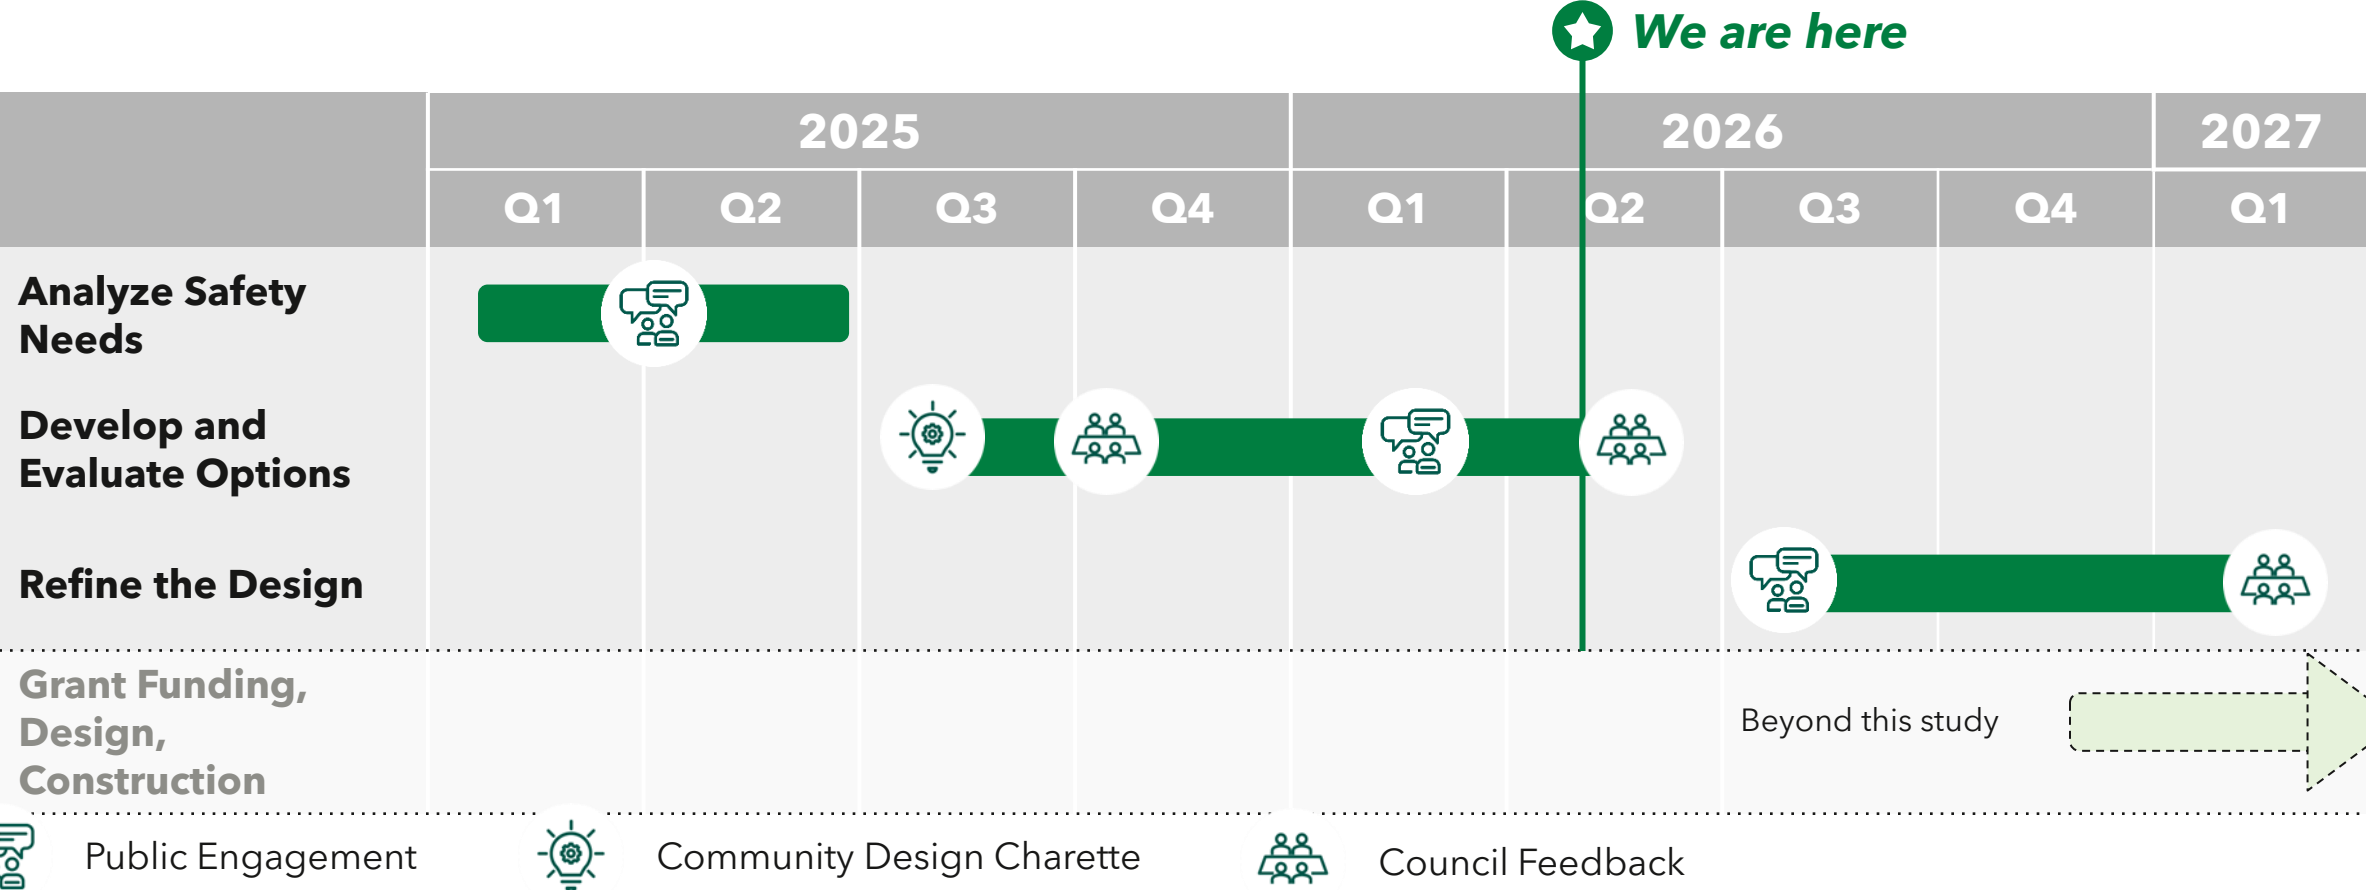 We are here
2025 2026 2027
Q1 Q2 Q3 Q4 Q1 Q2 Q3 Q4 Q1
Analyze Safety
Needs
Develop and
Evaluate Options
Refine the Design
Grant Funding,
Design,
Construction
Beyond this study
Public Engagement
Community Design Charette
Council Feedback